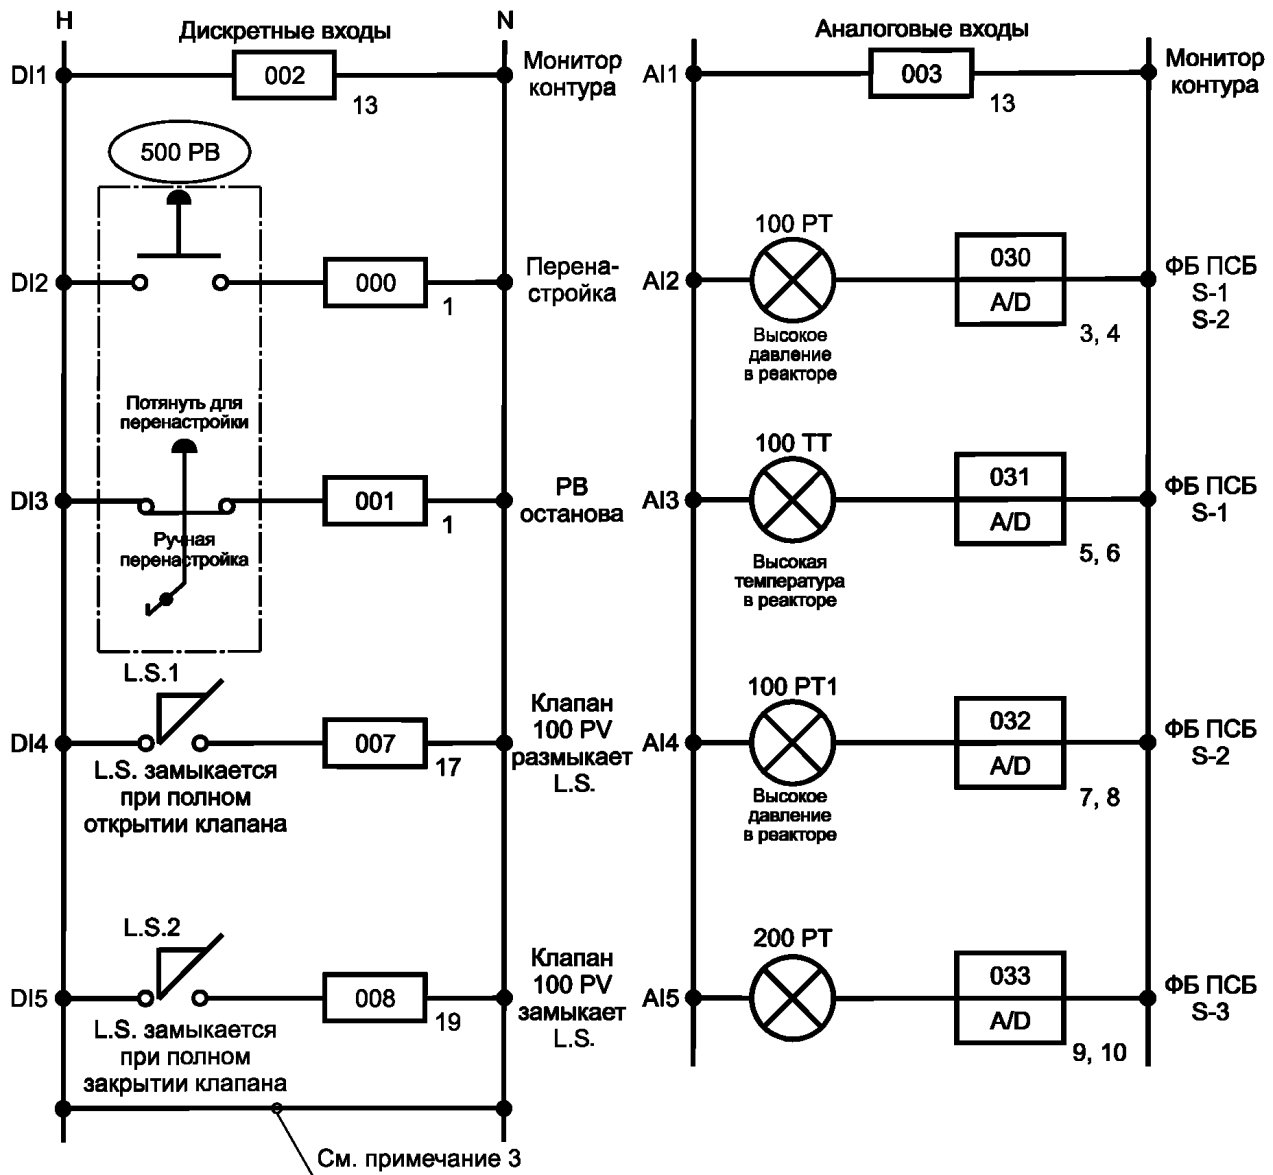 H
N
Дискретные входы
DI1
002
13
Монитор
контура
500 PB
DI2
000
1
Перена-
стройка
Потянуть для
перенастройки
DI3
001
1
РВ
останова
Ручная
перенастройка
L.S.1
DI4
007
17
Клапан
100 PV
размыкает
L.S.
L.S. замыкается
при полном
открытии клапана
L.S.2
DI5
008
19
Клапан
100 PV
замыкает
L.S.
L.S. замыкается
при полном
закрытии клапана
См. примечание 3
Аналоговые входы
AI1
003
13
Монитор
контура
100 PT
AI2
030
A/D
3, 4
ФБ ПСБ
S-1
S-2
Высокое
давление
в реакторе
100 TT
AI3
031
A/D
5, 6
ФБ ПСБ
S-1
Высокая
температура
в реакторе
100 PT1
AI4
032
A/D
7, 8
ФБ ПСБ
S-2
Высокое
давление
в реакторе
200 PT
AI5
033
A/D
9, 10
ФБ ПСБ
S-3